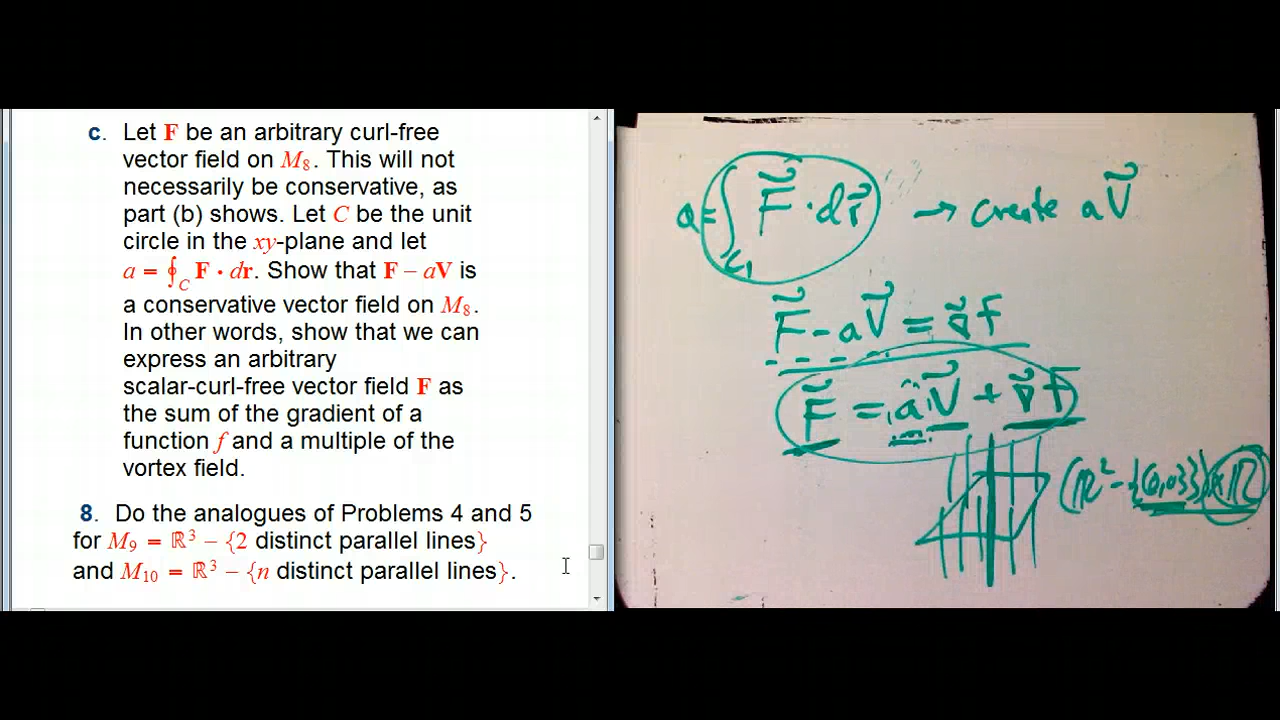 c. Let F be an arbitrary curl-free
vector field on M₈. This will not
necessarily be conservative, as
part (b) shows. Let C be the unit
circle in the xy-plane and let
a = ∮_C F • dr. Show that F – aV is
a conservative vector field on M₈.
In other words, show that we can
express an arbitrary
scalar-curl-free vector field F as
the sum of the gradient of a
function f and a multiple of the
vortex field.
8. Do the analogues of Problems 4 and 5
for M₉ = ℝ³ – {2 distinct parallel lines}
and M₁₀ = ℝ³ – {n distinct parallel lines}.
a = ∫_C₁ F⃗ · dr⃗ → create aV⃗
F⃗ – aV⃗ = ∇⃗f
F⃗ = aV⃗ + ∇⃗f
(ℝ² – {(0,0)}) × ℝ